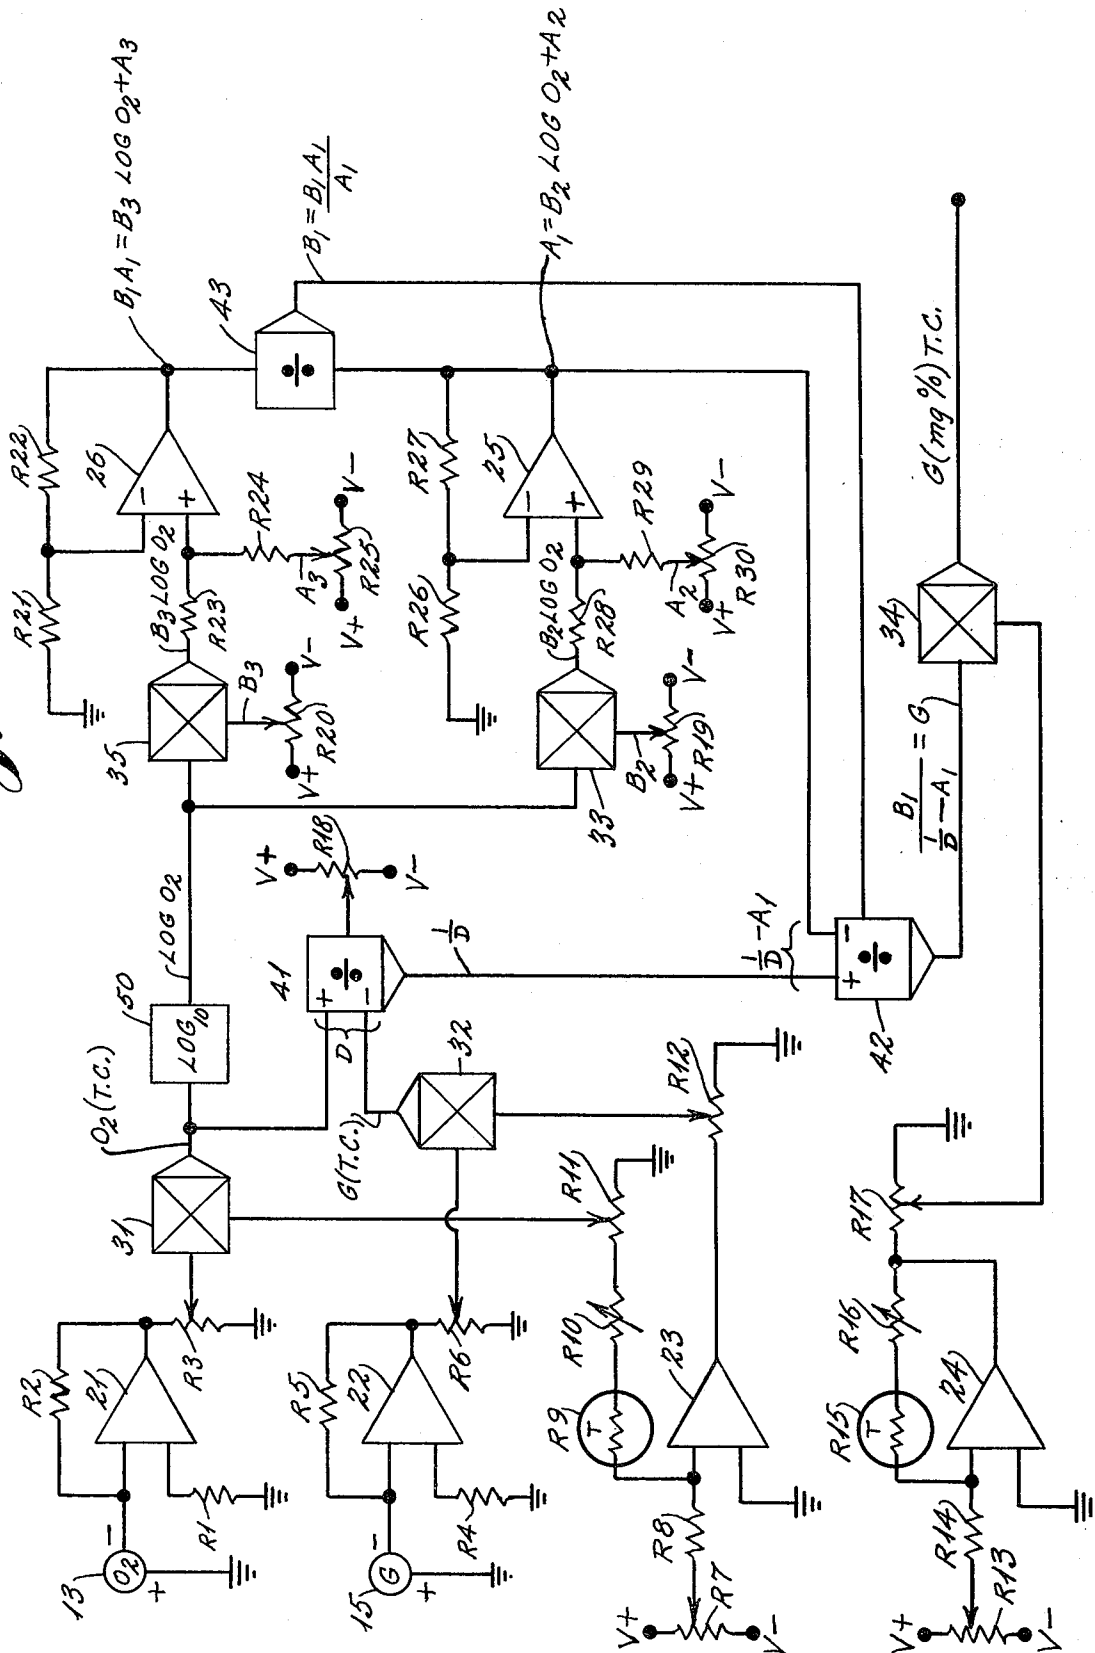 13
O2
−
+
R1
R2
21
R3
31
O2 (T.C.)
50
LOG10
LOG O2
35
B3
V+
R20
V−
B3 LOG O2
R23
R21
R22
26
−
+
R24
A3
V+
R25
V−
B1A1 = B3 LOG O2 + A3
43
÷
B1 = B1A1 / A1
15
G
−
+
R4
R5
22
R6
32
G(T.C.)
41
+
−
÷
D
V+
R18
V−
1/D
33
B2
V+
R19
V−
B2 LOG O2
R28
R26
R27
25
−
+
R29
A2
V+
R30
V−
A1 = B2 LOG O2 + A2
V+
R7
V−
R8
R9
T
R10
R11
23
R12
1/D − A1
+
−
÷
42
B1 / (1/D − A1) = G
34
G (mg %) T.C.
V+
R13
V−
R14
R15
T
R16
24
R17